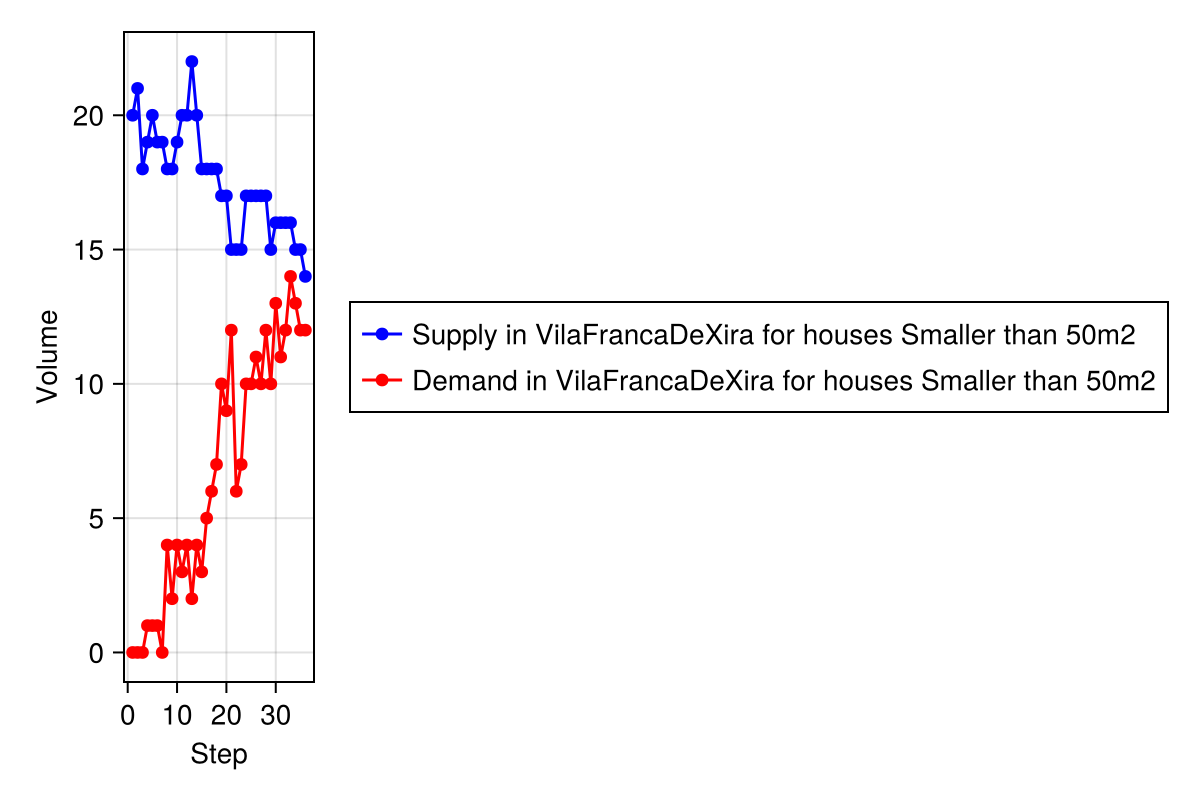 Volume
20
15
10
5
0
0 10 20 30
Step
Supply in VilaFrancaDeXira for houses Smaller than 50m2
Demand in VilaFrancaDeXira for houses Smaller than 50m2